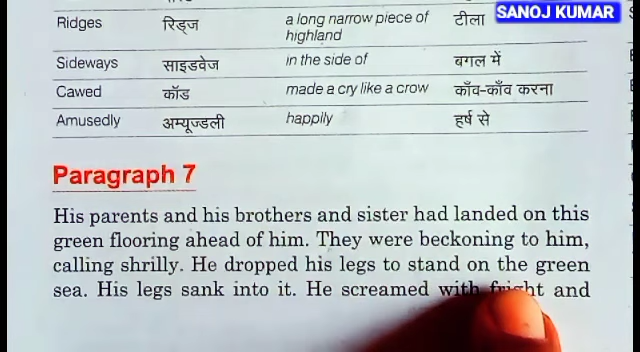 SANOJ KUMAR
Ridges रिड्ज a long narrow piece of highland टीला
Sideways साइडवेज in the side of बगल में
Cawed कॉड made a cry like a crow काँव-काँव करना
Amusedly अम्यूज्डली happily हर्ष से
Paragraph 7
His parents and his brothers and sister had landed on this
green flooring ahead of him. They were beckoning to him,
calling shrilly. He dropped his legs to stand on the green
sea. His legs sank into it. He screamed with fright and